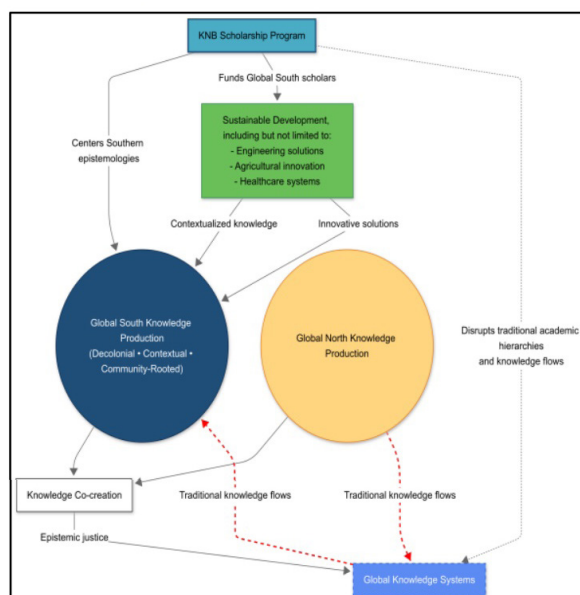 KNB Scholarship Program
Funds Global South scholars
Sustainable Development,
including but not limited to:
- Engineering solutions
- Agricultural innovation
- Healthcare systems
Centers Southern
epistemologies
Contextualized knowledge
Innovative solutions
Global South Knowledge
Production
(Decolonial • Contextual •
Community-Rooted)
Global North Knowledge
Production
Disrupts traditional academic
hierarchies
and knowledge flows
Knowledge Co-creation
Traditional knowledge flows
Traditional knowledge flows
Epistemic justice
Global Knowledge Systems